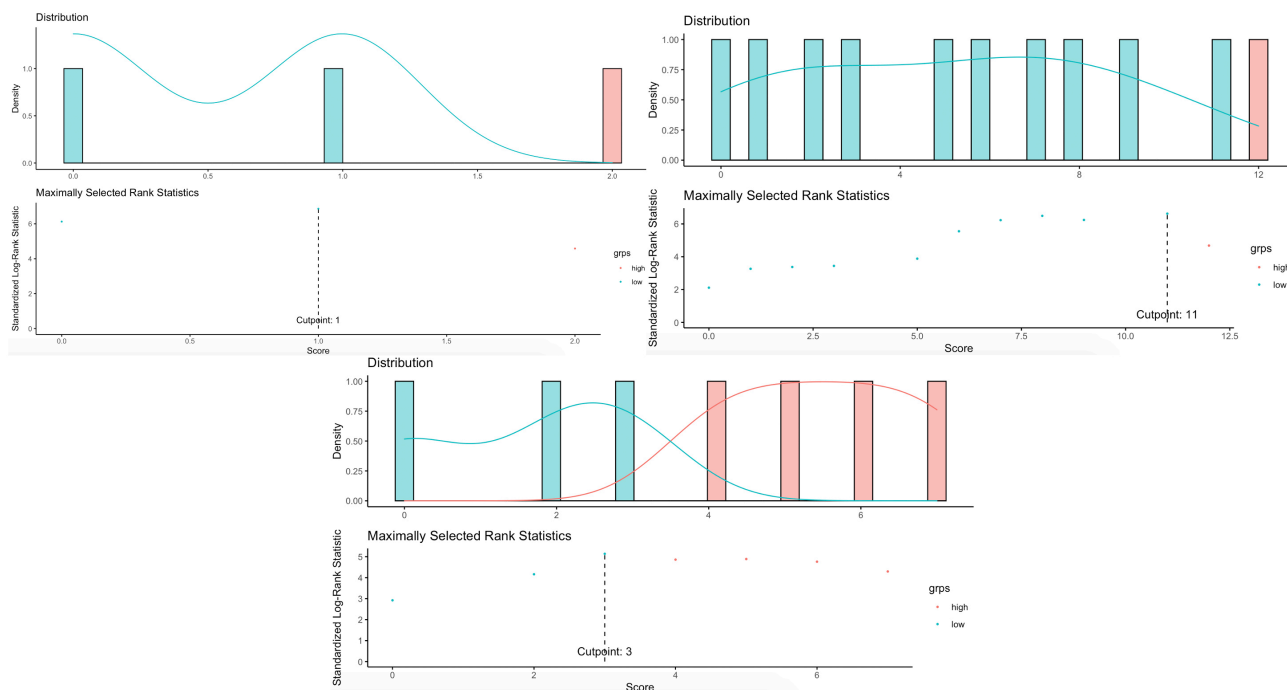 Distribution
Density
1.0
0.5
0.0
0.0
0.5
1.0
1.5
2.0
Maximally Selected Rank Statistics
Standardized Log-Rank Statistic
6
4
2
0
Cutpoint: 1
0.0
0.5
1.0
1.5
2.0
Score
grps
high
low
Distribution
Density
1.00
0.75
0.50
0.25
0.00
0
4
8
12
Maximally Selected Rank Statistics
Standardized Log-Rank Statistic
6
4
2
0
Cutpoint: 11
0.0
2.5
5.0
7.5
10.0
12.5
Score
grps
high
low
Distribution
Density
1.00
0.75
0.50
0.25
0.00
0
2
4
6
Maximally Selected Rank Statistics
Standardized Log-Rank Statistic
5
4
3
2
1
0
Cutpoint: 3
0
2
4
6
Score
grps
high
low